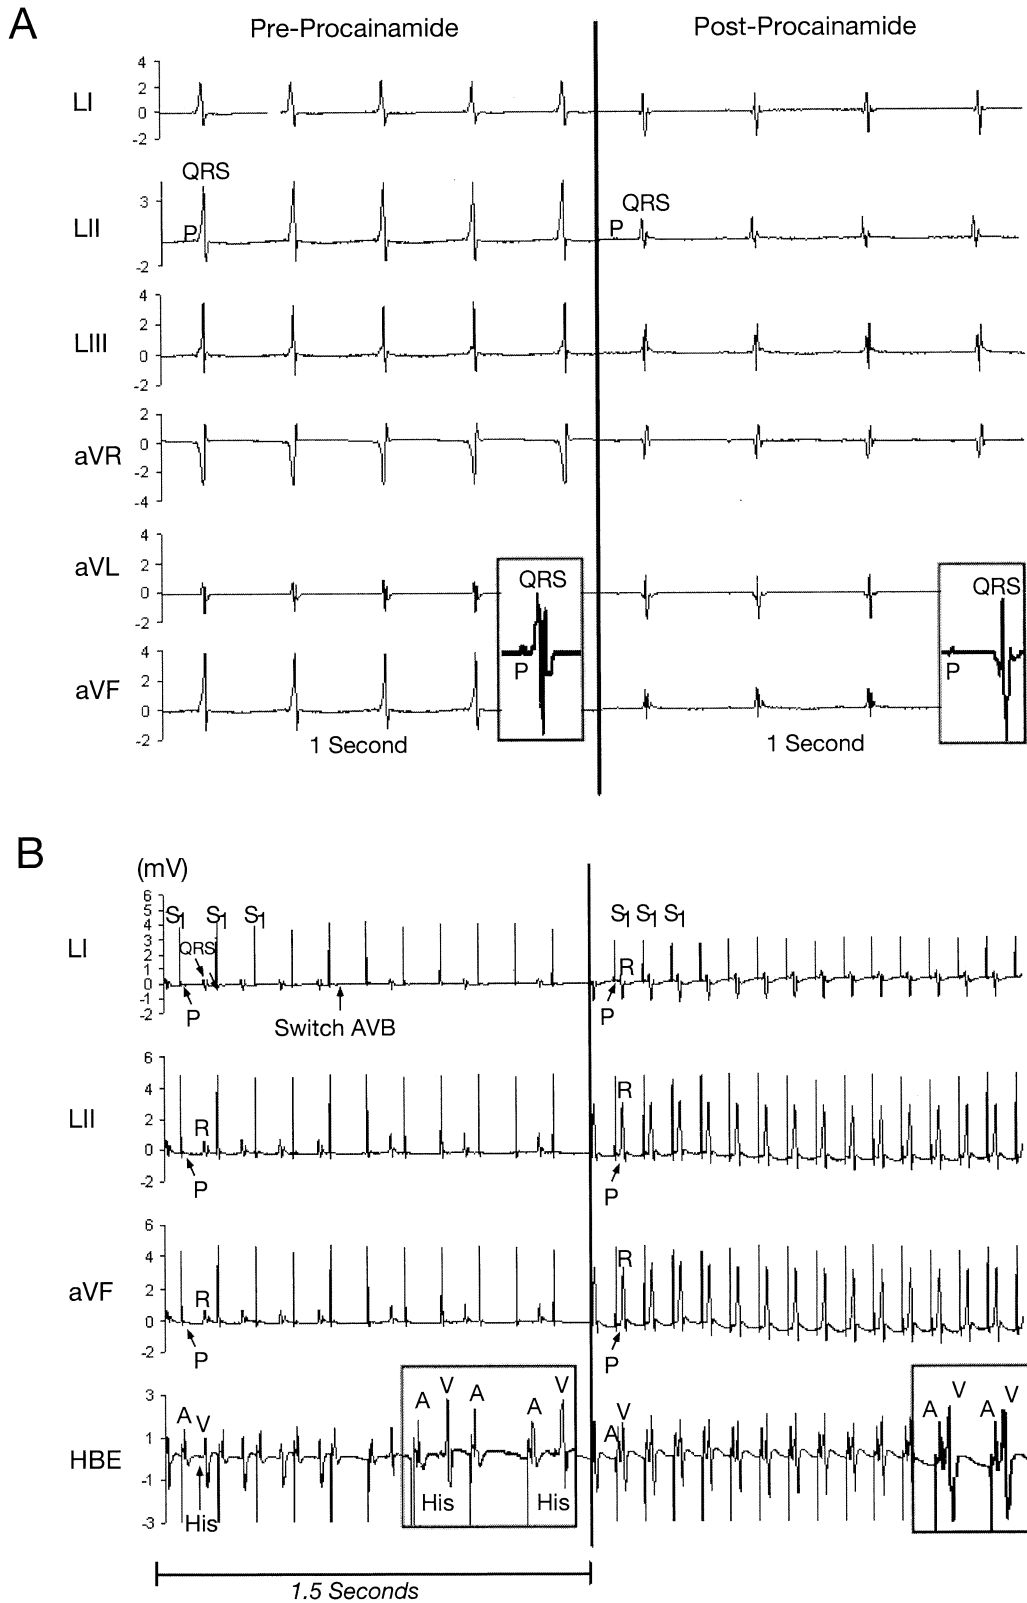 A
Pre-Procainamide
Post-Procainamide
LI
4
2
0
-2
QRS
QRS
LII
3
-2
P
P
LIII
4
2
0
-2
aVR
2
0
-2
-4
aVL
4
2
0
-2
QRS
P
QRS
P
aVF
4
2
0
-2
1 Second
1 Second
B
(mV)
LI
6
5
4
3
2
1
0
-1
-2
S1
S1
S1
QRS
P
Switch AVB
S1
S1
S1
R
P
LII
6
4
2
0
-2
R
P
R
P
aVF
6
4
2
0
-2
R
P
R
P
HBE
3
1
-1
-3
A
V
His
A
V
A
A
V
His
His
A
V
A
V
A
V
1.5 Seconds